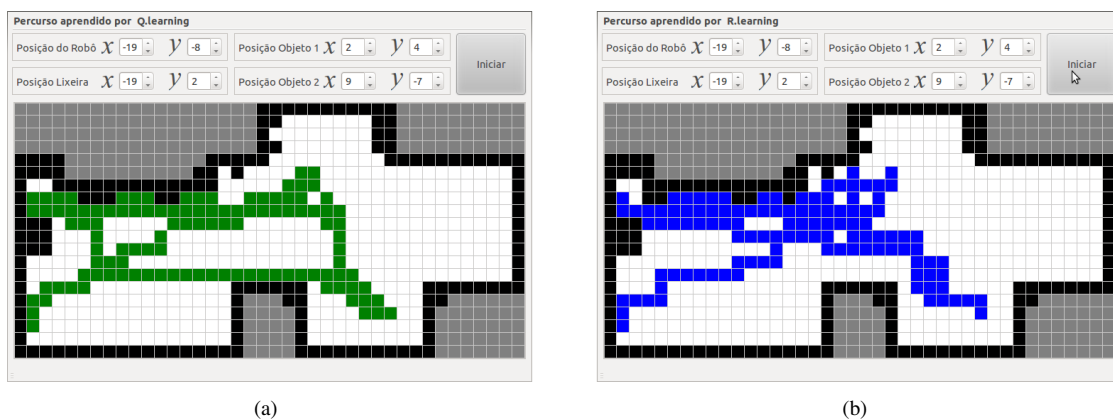 Percurso aprendido por Q.learning
Posição do Robô x -19 y -8
Posição Objeto 1 x 2 y 4
Iniciar
Posição Lixeira x -19 y 2
Posição Objeto 2 x 9 y -7
(a)
Percurso aprendido por R.learning
Posição do Robô x -19 y -8
Posição Objeto 1 x 2 y 4
Iniciar
Posição Lixeira x -19 y 2
Posição Objeto 2 x 9 y -7
(b)